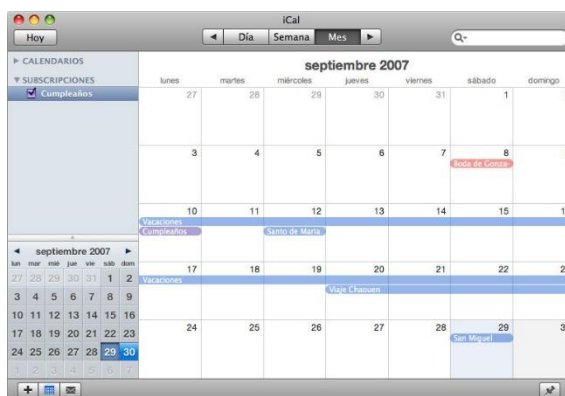 iCal
Hoy
Día Semana Mes
CALENDARIOS
SUBSCRIPCIONES
Cumpleaños
septiembre 2007
lunes martes miércoles jueves viernes sábado domingo
27 28 29 30 31 1
3 4 5 6 7 8
Boda de Gonza-
10 11 12 13 14 15 1
Vacaciones
Cumpleaños Santo de María
17 18 19 20 21 22 2
Vacaciones
Viaje Chaouen
24 25 26 27 28 29 3
San Miguel
septiembre 2007
lun mar mié jue vie sáb dom
27 28 29 30 31 1 2
3 4 5 6 7 8 9
10 11 12 13 14 15 16
17 18 19 20 21 22 23
24 25 26 27 28 29 30
1 2 3 4 5 6 7